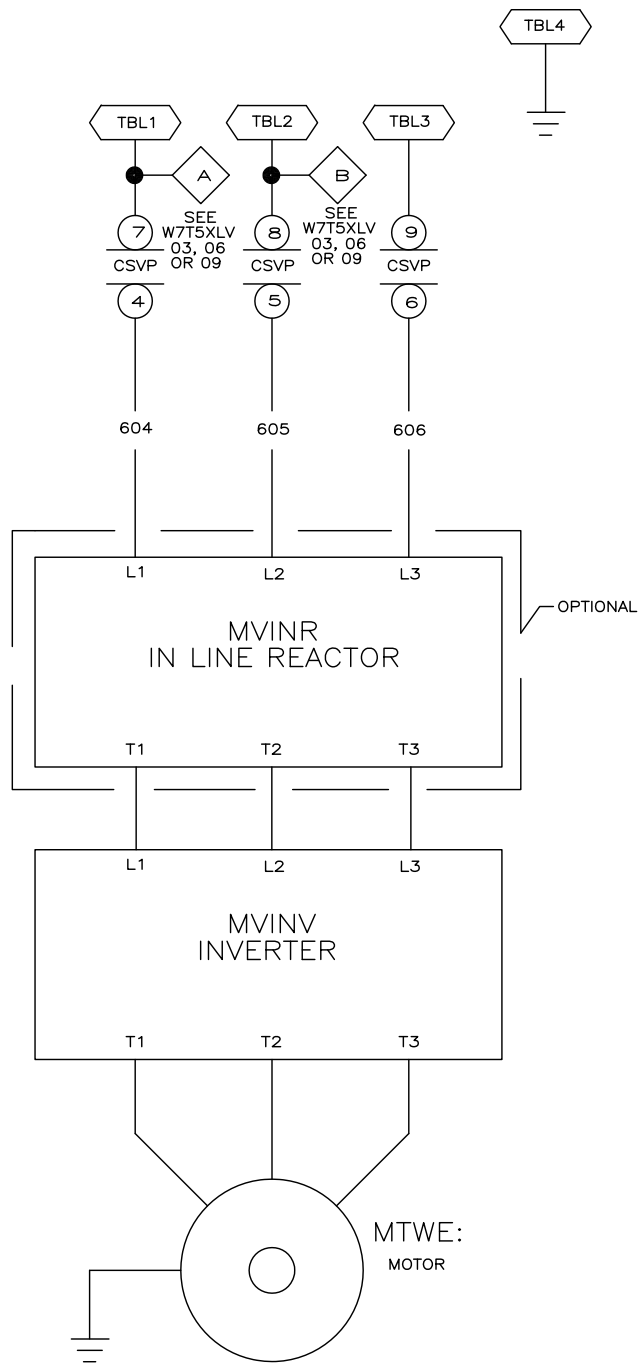 TBL4
TBL1
TBL2
TBL3
A
B
SEE
W7T5XLV
03, 06
OR 09
SEE
W7T5XLV
03, 06
OR 09
7
8
9
CSVP
CSVP
CSVP
4
5
6
604
605
606
L1
L2
L3
OPTIONAL
MVINR
IN LINE REACTOR
T1
T2
T3
L1
L2
L3
MVINV
INVERTER
T1
T2
T3
MTWE:
MOTOR